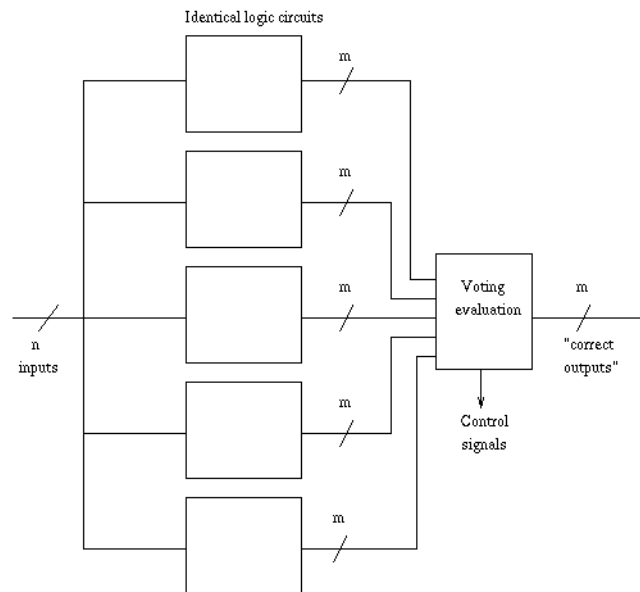 Identical logic circuits
m
m
m
m
m
n
inputs
Voting
evaluation
m
"correct
outputs"
Control
signals